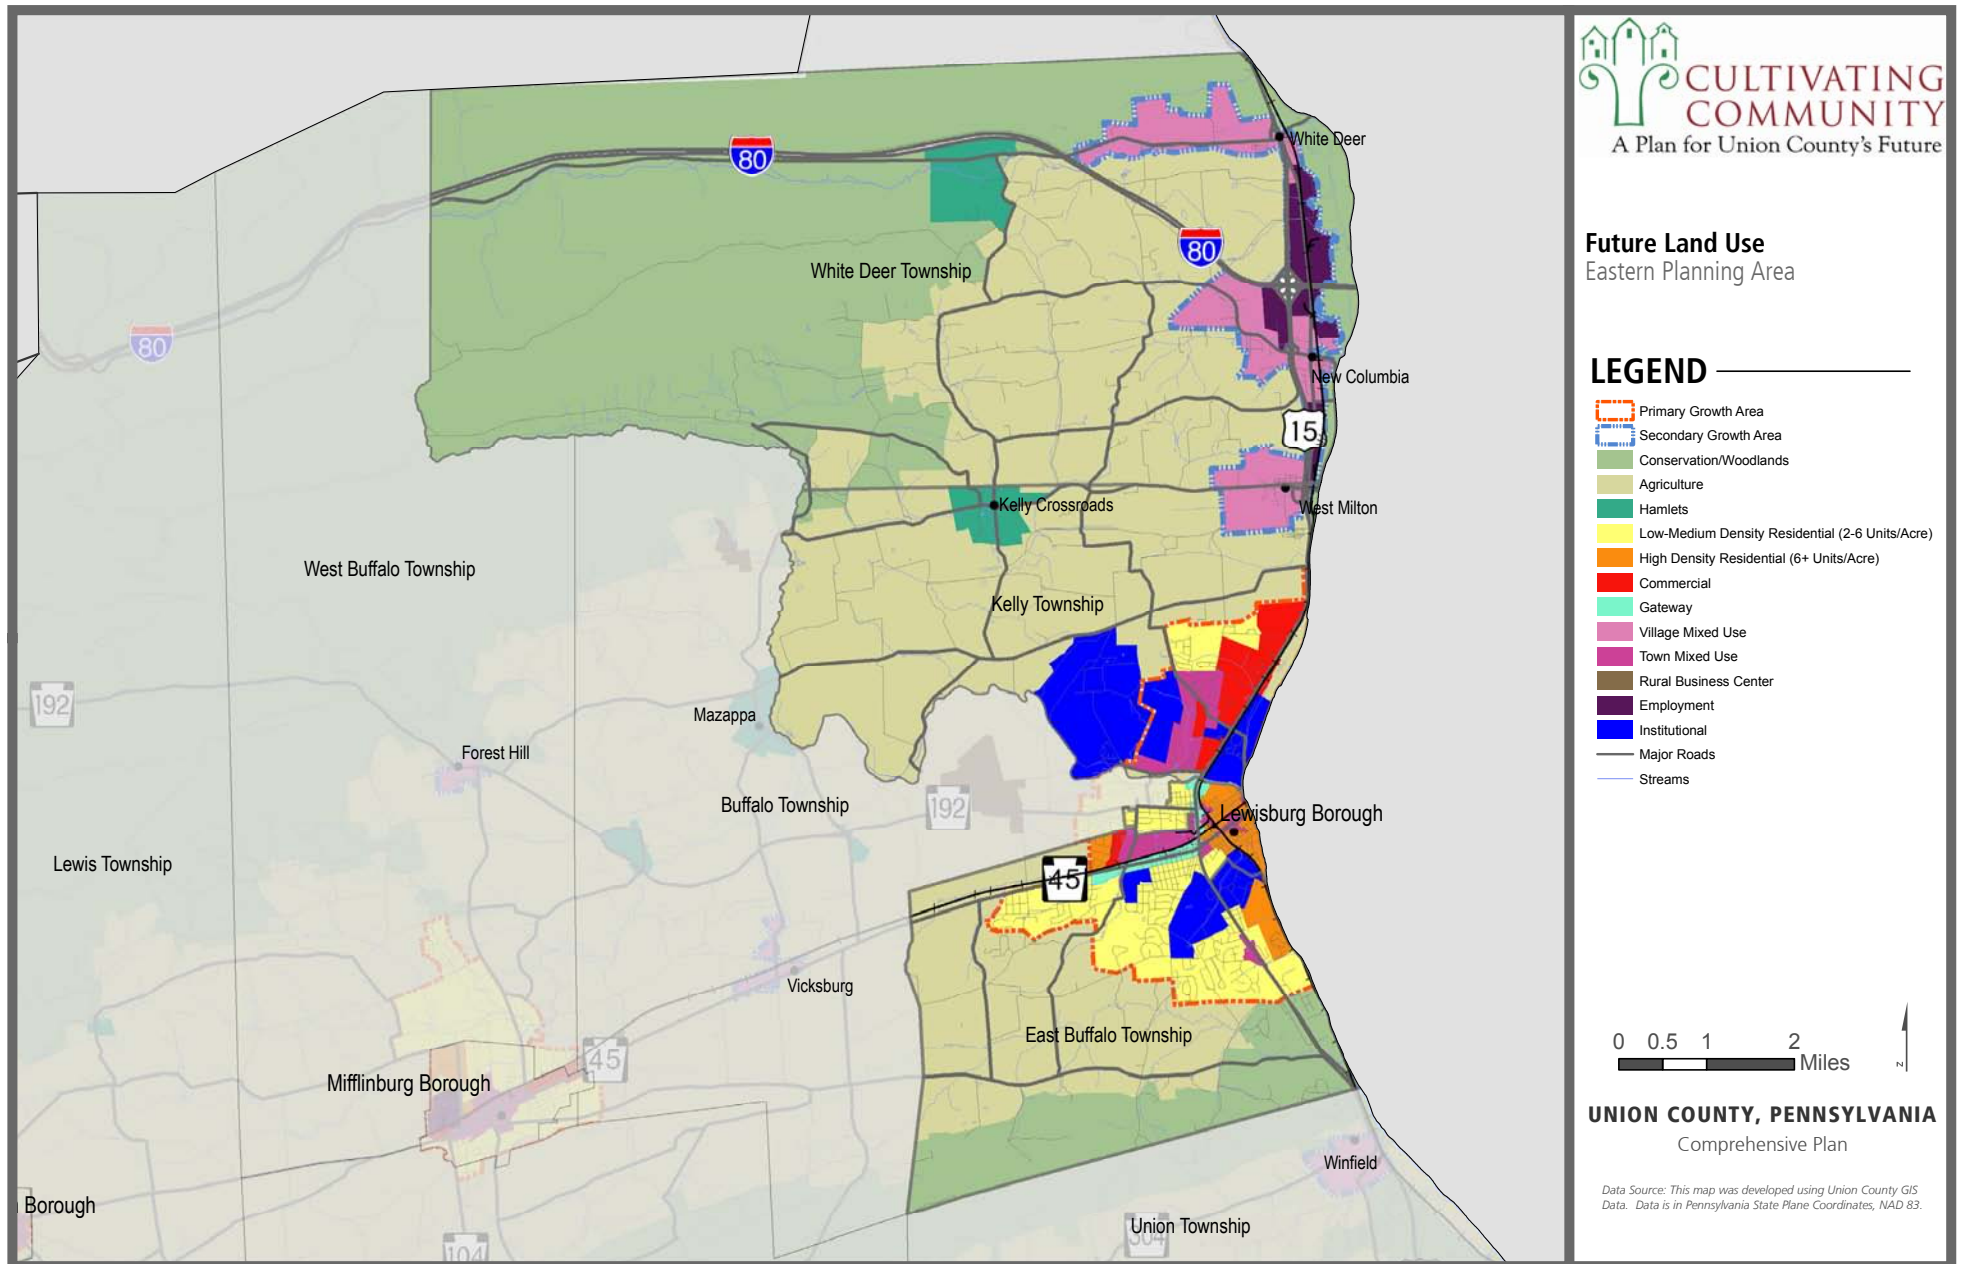 80
White Deer
80
White Deer Township
80
New Columbia
15
Kelly Crossroads
West Milton
West Buffalo Township
Kelly Township
192
Mazappa
Forest Hill
Buffalo Township
192
Lewisburg Borough
Lewis Township
45
Vicksburg
East Buffalo Township
45
Mifflinburg Borough
Winfield
Borough
Union Township
304
104
CULTIVATING
COMMUNITY
A Plan for Union County's Future
Future Land Use
Eastern Planning Area
LEGEND
Primary Growth Area
Secondary Growth Area
Conservation/Woodlands
Agriculture
Hamlets
Low-Medium Density Residential (2-6 Units/Acre)
High Density Residential (6+ Units/Acre)
Commercial
Gateway
Village Mixed Use
Town Mixed Use
Rural Business Center
Employment
Institutional
Major Roads
Streams
0 0.5 1 2
Miles
N
UNION COUNTY, PENNSYLVANIA
Comprehensive Plan
Data Source: This map was developed using Union County GIS
Data. Data is in Pennsylvania State Plane Coordinates, NAD 83.